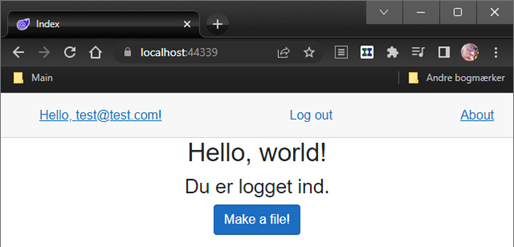 Index
localhost:44339
Main
Andre bogmærker
Hello, test@test.com!
Log out
About
Hello, world!
Du er logget ind.
Make a file!